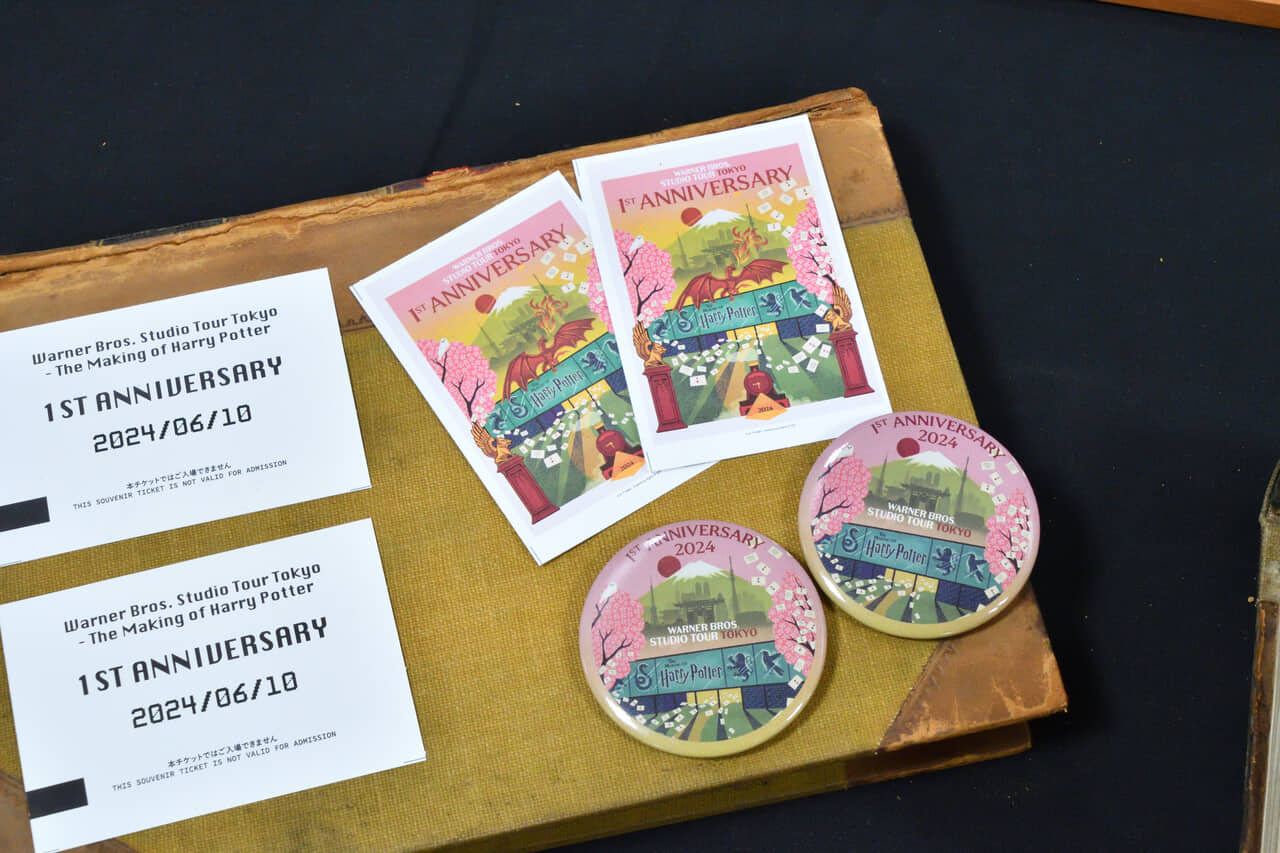 Warner Bros. Studio Tour Tokyo
- The Making of Harry Potter
1ST ANNIVERSARY
2024/06/10
本チケットではご入場できません
THIS SOUVENIR TICKET IS NOT VALID FOR ADMISSION
Warner Bros. Studio Tour Tokyo
- The Making of Harry Potter
1ST ANNIVERSARY
2024/06/10
本チケットではご入場できません
THIS SOUVENIR TICKET IS NOT VALID FOR ADMISSION
WARNER BROS.
STUDIO TOUR TOKYO
1ST ANNIVERSARY
Harry Potter
2024
WARNER BROS.
STUDIO TOUR TOKYO
1ST ANNIVERSARY
Harry Potter
2024
1ST ANNIVERSARY
2024
WARNER BROS.
STUDIO TOUR TOKYO
The Making of
Harry Potter
1ST ANNIVERSARY
2024
WARNER BROS.
STUDIO TOUR TOKYO
The Making of
Harry Potter